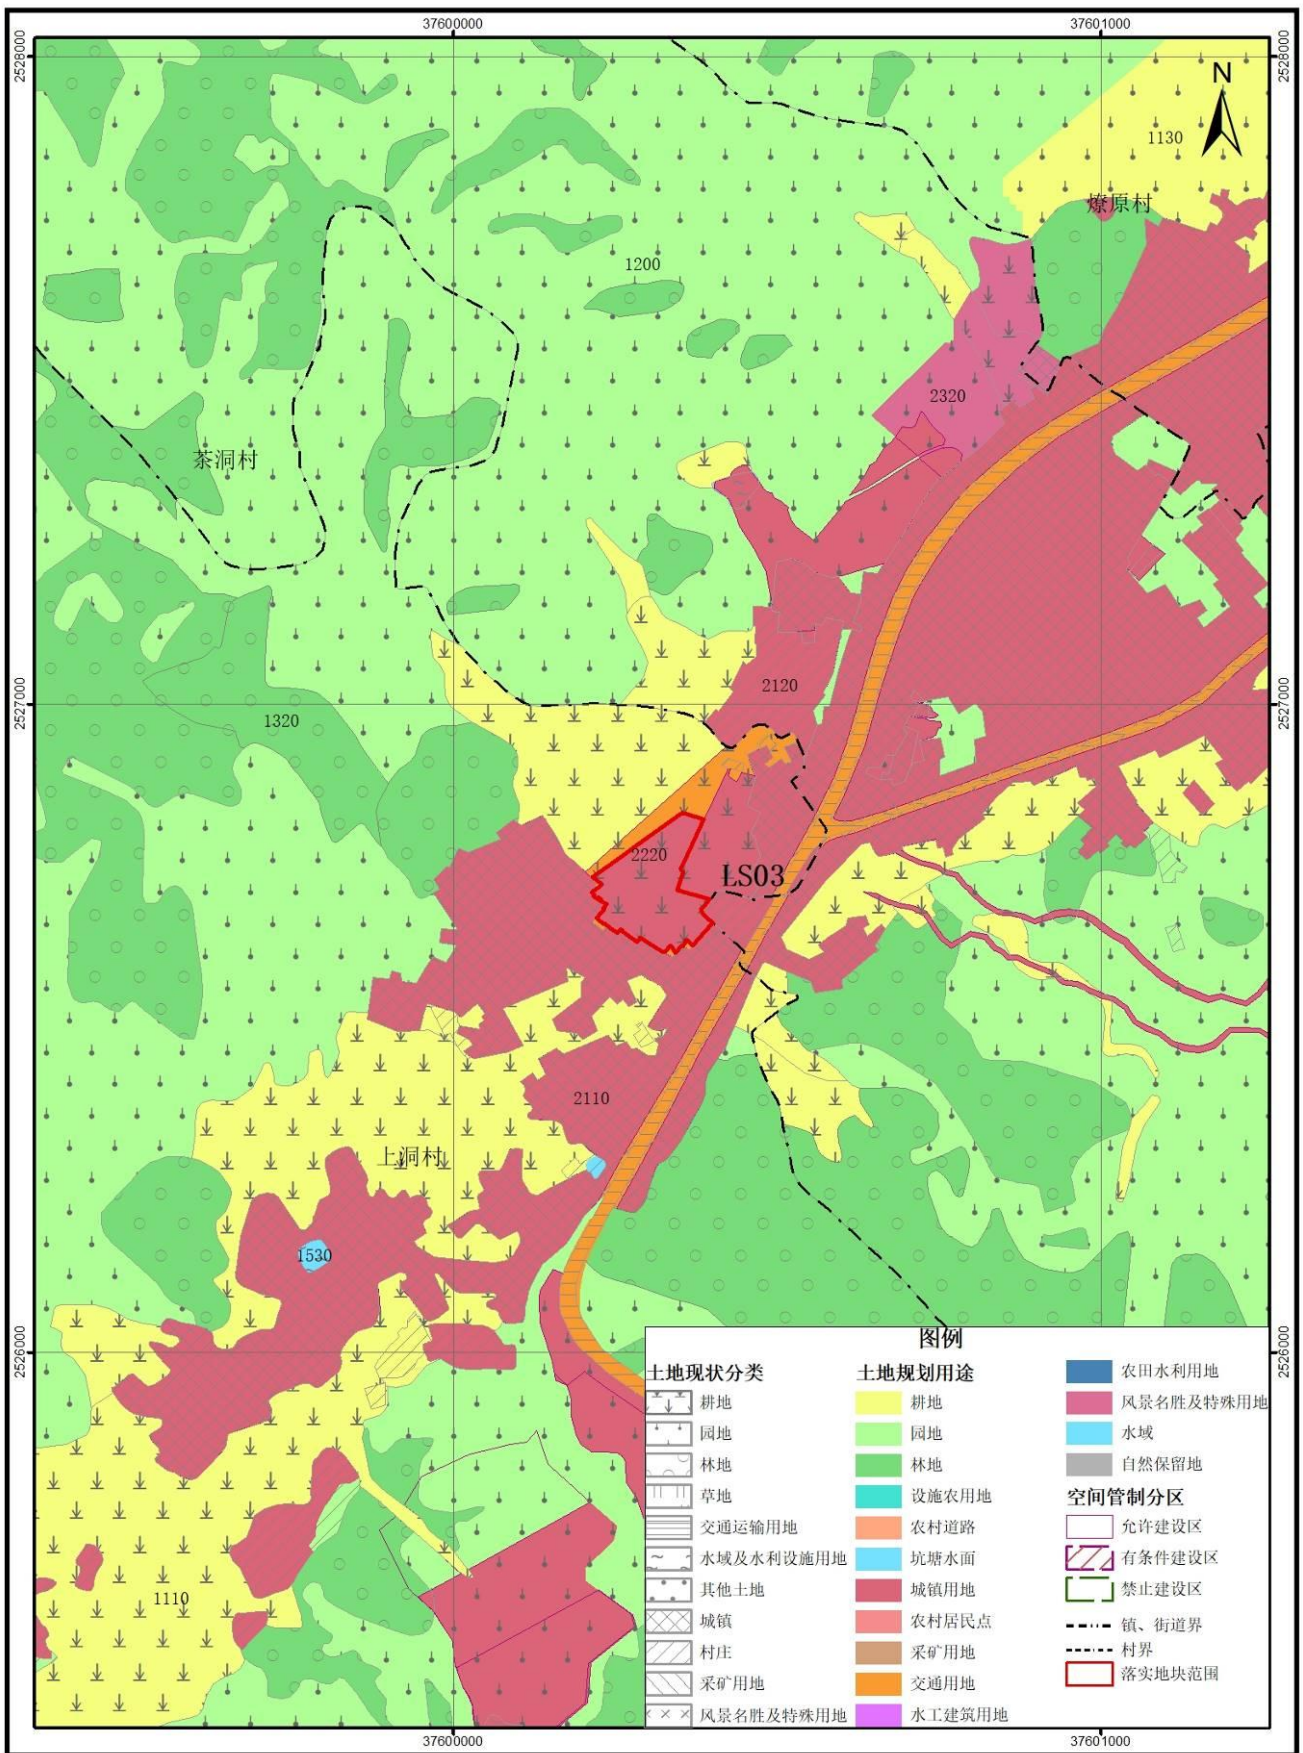 37600000
37601000
2528000
2528000
N
1130
燎原村
1200
2320
茶洞村
2120
2527000
2527000
1320
2220
LS03
2110
上洞村
1530
2526000
2526000
1110
图例
土地现状分类
耕地
园地
林地
草地
交通运输用地
水域及水利设施用地
其他土地
城镇
村庄
采矿用地
风景名胜及特殊用地
土地规划用途
耕地
园地
林地
设施农用地
农村道路
坑塘水面
城镇用地
农村居民点
采矿用地
交通用地
水工建筑用地
农田水利用地
风景名胜及特殊用地
水域
自然保留地
空间管制分区
允许建设区
有条件建设区
禁止建设区
镇、街道界
村界
落实地块范围
37600000
37601000